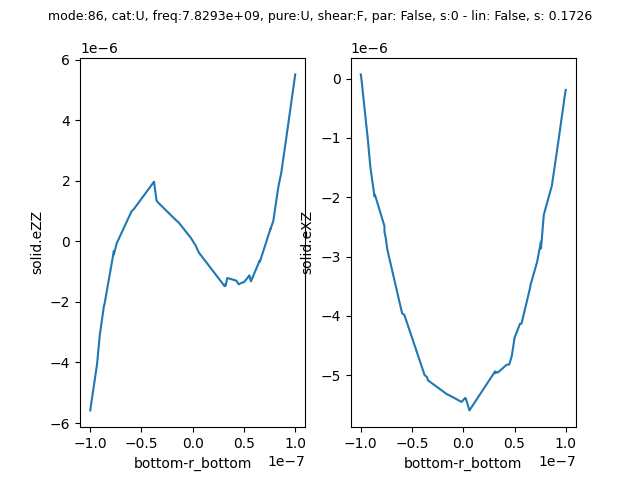 mode:86, cat:U, freq:7.8293e+09, pure:U, shear:F, par: False, s:0 - lin: False, s: 0.1726
1e−6
6
4
2
0
−2
−4
−6
solid.eZZ
−1.0
−0.5
0.0
0.5
1.0
bottom-r_bottom
1e−7
1e−6
0
−1
−2
−3
−4
−5
solid.eXZ
−1.0
−0.5
0.0
0.5
1.0
bottom-r_bottom
1e−7